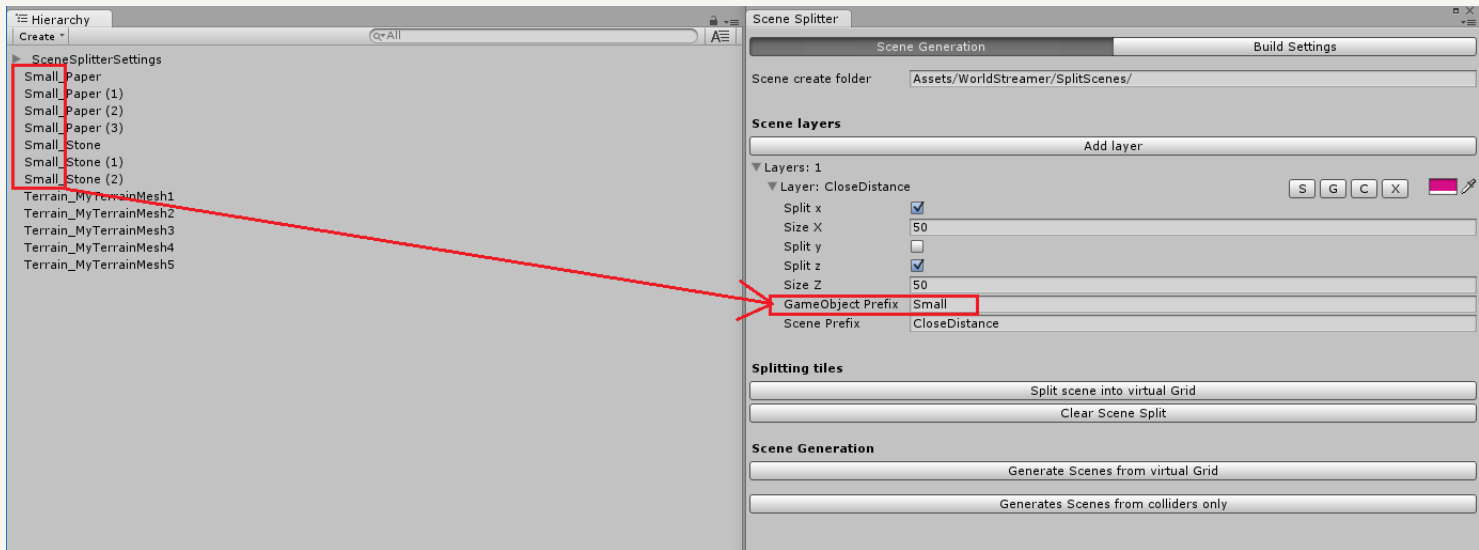 Hierarchy
Create
All
SceneSplitterSettings
Small_Paper
Small_Paper (1)
Small_Paper (2)
Small_Paper (3)
Small_Stone
Small_Stone (1)
Small_Stone (2)
Terrain_MyTerrainMesh1
Terrain_MyTerrainMesh2
Terrain_MyTerrainMesh3
Terrain_MyTerrainMesh4
Terrain_MyTerrainMesh5
Scene Splitter
Scene Generation Build Settings
Scene create folder Assets/WorldStreamer/SplitScenes/
Scene layers
Add layer
Layers: 1
Layer: CloseDistance S G C X
Split x
Size X 50
Split y
Split z
Size Z 50
GameObject Prefix Small
Scene Prefix CloseDistance
Splitting tiles
Split scene into virtual Grid
Clear Scene Split
Scene Generation
Generate Scenes from virtual Grid
Generates Scenes from colliders only